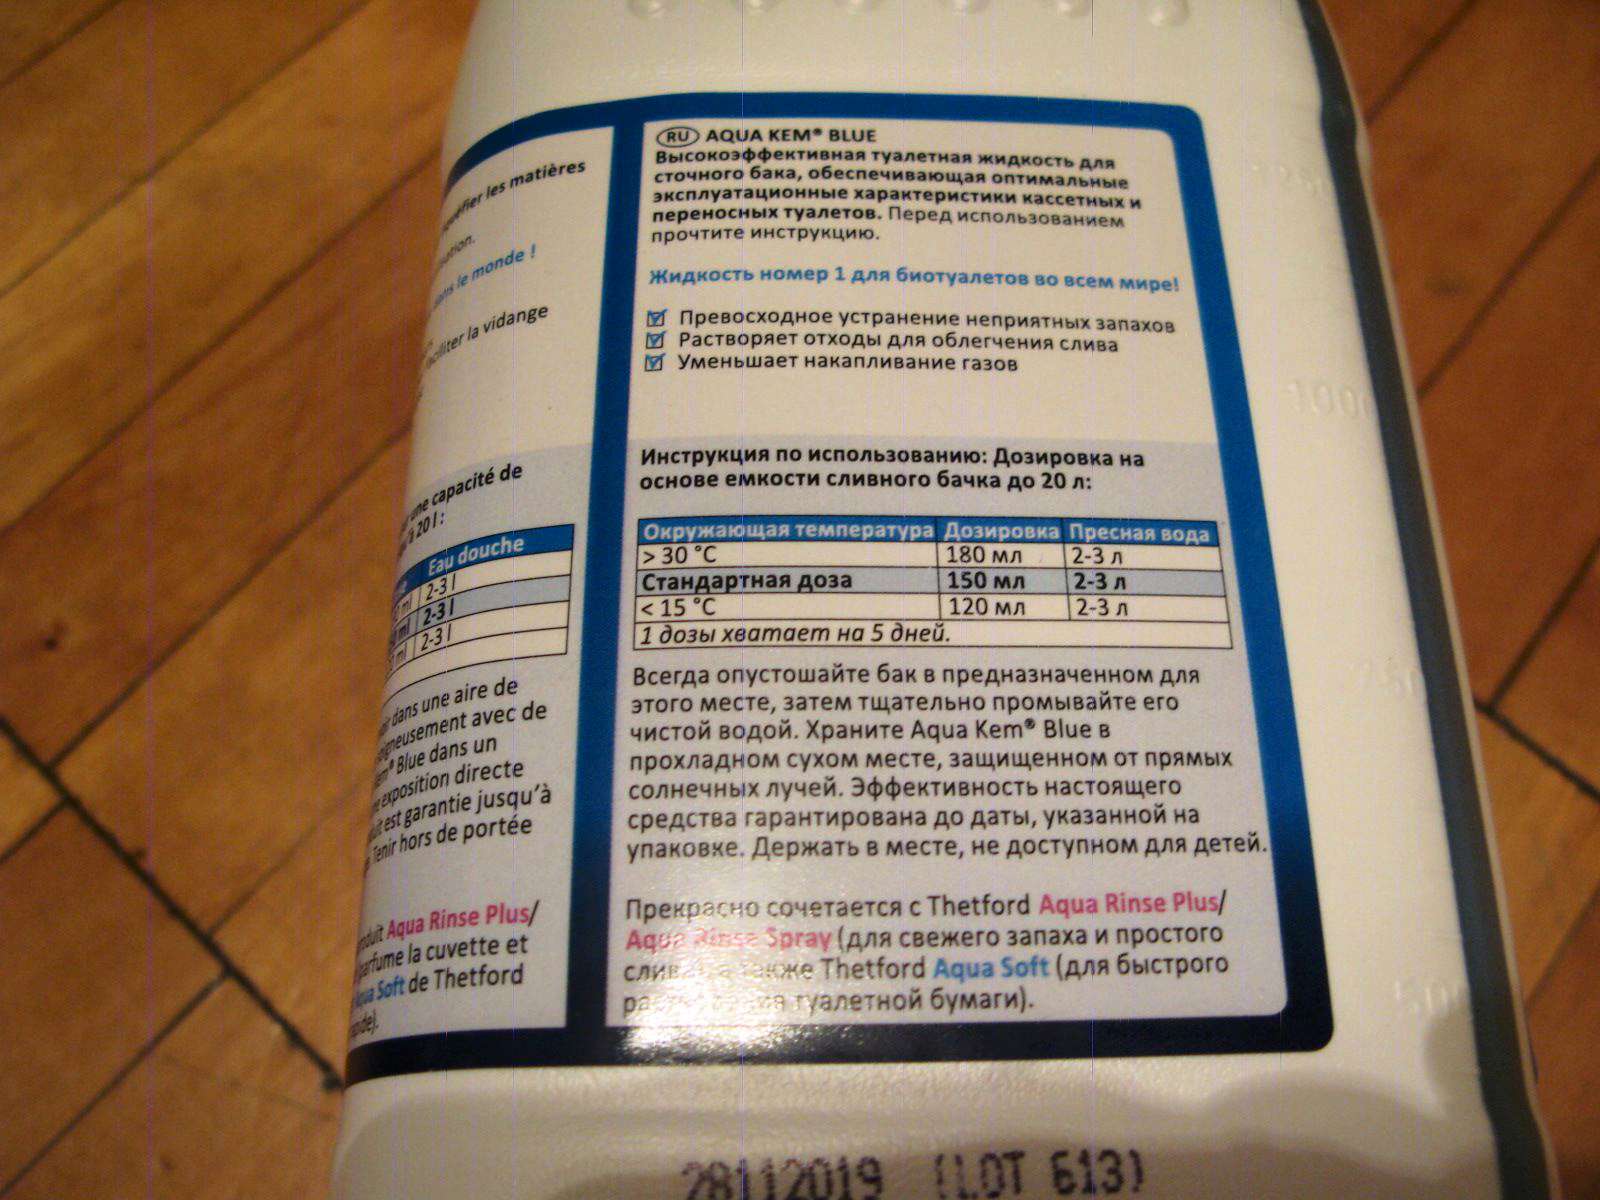 les matières
le monde !
la vidange
une capacité de
20 l :
Eau douche
ml 2-3 l
ml 2-3 l
ml 2-3 l
dans une aire de
avec de
Blue dans un
exposition directe
est garantie jusqu'à
Tenir hors de portée
Aqua Rinse Plus/
la cuvette et
Soft de Thetford
RU AQUA KEM® BLUE
Высокоэффективная туалетная жидкость для
сточного бака, обеспечивающая оптимальные
эксплуатационные характеристики кассетных и
переносных туалетов. Перед использованием
прочтите инструкцию.
Жидкость номер 1 для биотуалетов во всем мире!
Превосходное устранение неприятных запахов
Растворяет отходы для облегчения слива
Уменьшает накапливание газов
Инструкция по использованию: Дозировка на
основе емкости сливного бачка до 20 л:
Окружающая температура Дозировка Пресная вода
> 30 °C 180 мл 2-3 л
Стандартная доза 150 мл 2-3 л
< 15 °C 120 мл 2-3 л
1 дозы хватает на 5 дней.
Всегда опустошайте бак в предназначенном для
этого месте, затем тщательно промывайте его
чистой водой. Храните Aqua Kem® Blue в
прохладном сухом месте, защищенном от прямых
солнечных лучей. Эффективность настоящего
средства гарантирована до даты, указанной на
упаковке. Держать в месте, не доступном для детей.
Прекрасно сочетается с Thetford Aqua Rinse Plus/
Aqua Rinse Spray (для свежего запаха и простого
также Thetford Aqua Soft (для быстрого
туалетной бумаги).
28112019 (LOT 613)
1000